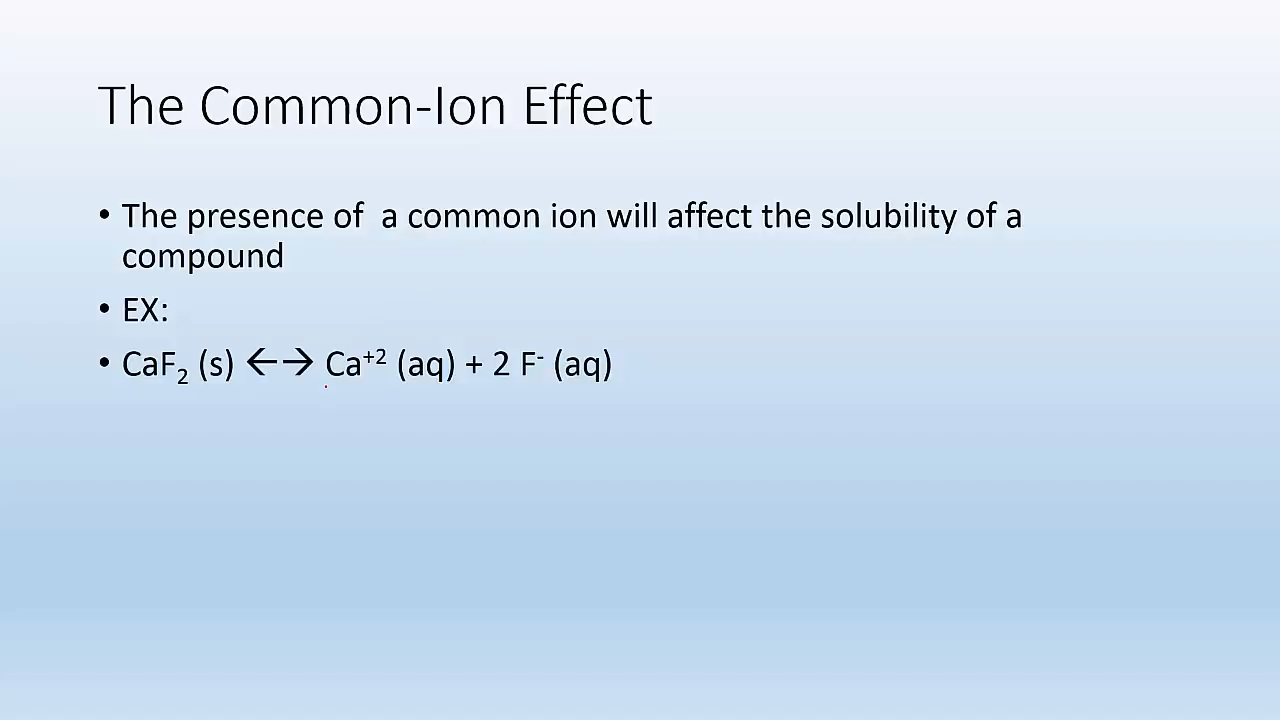 The Common-Ion Effect
• The presence of  a common ion will affect the solubility of a
compound
• EX:
• CaF₂ (s) ←→ Ca⁺² (aq) + 2 F⁻ (aq)